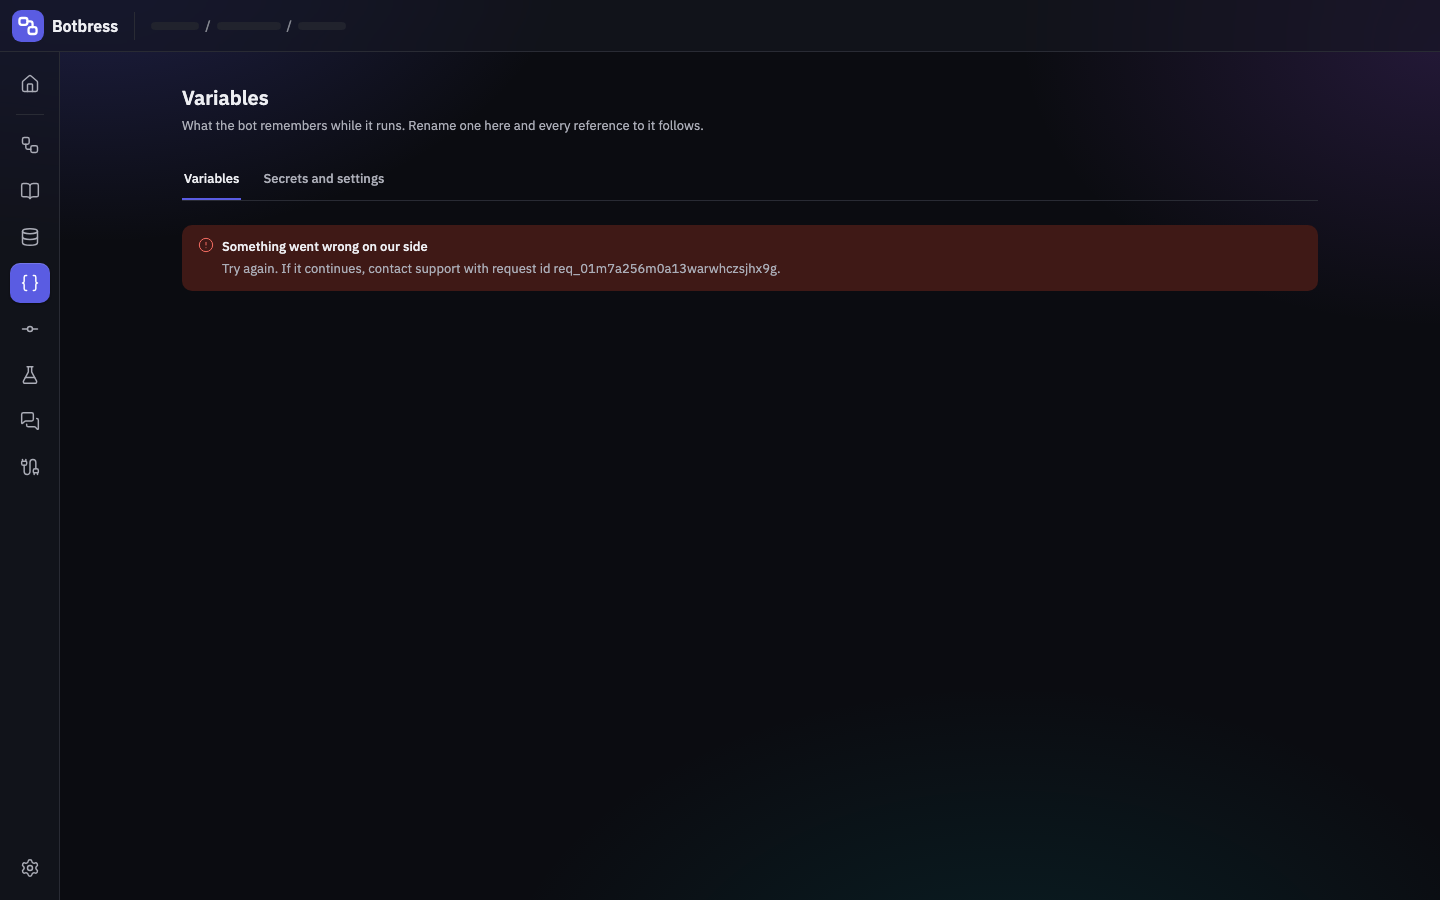 Botbress
/ /
Variables
What the bot remembers while it runs. Rename one here and every reference to it follows.
Variables Secrets and settings
Something went wrong on our side
Try again. If it continues, contact support with request id req_01m7a256m0a13warwhczsjhx9g.